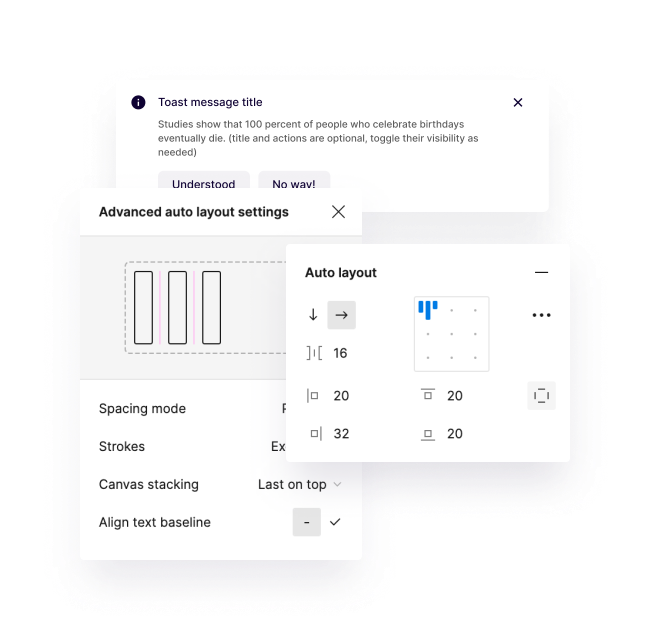 Toast message title
Studies show that 100 percent of people who celebrate birthdays
eventually die. (title and actions are optional, toggle their visibility as
needed)
Understood No way!
Advanced auto layout settings
Auto layout
16
20 20
32 20
Spacing mode
Strokes Ex
Canvas stacking Last on top
Align text baseline -